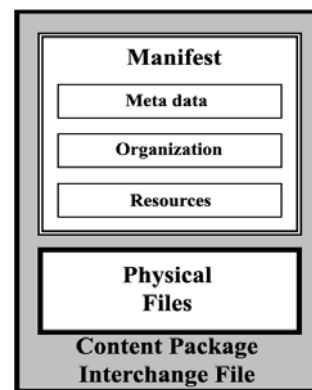 Manifest
Meta data
Organization
Resources
Physical
Files
Content Package
Interchange File